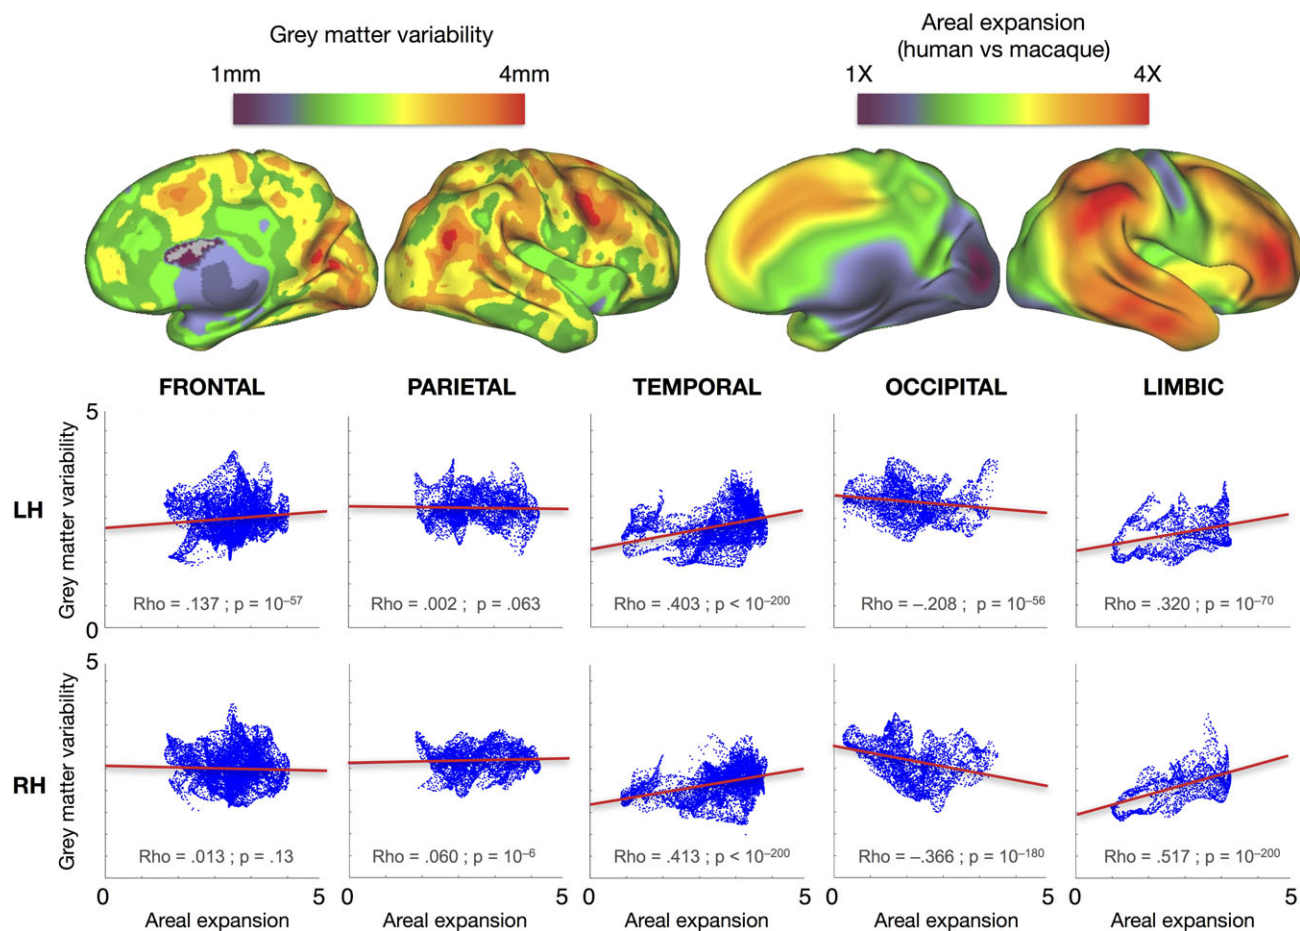 Grey matter variability
1mm 4mm
Areal expansion
(human vs macaque)
1X 4X
FRONTAL PARIETAL TEMPORAL OCCIPITAL LIMBIC
5
LH
Grey matter variability
0
Rho = .137 ; p = 10⁻⁵⁷
Rho = .002 ; p = .063
Rho = .403 ; p < 10⁻²⁰⁰
Rho = –.208 ; p = 10⁻⁵⁶
Rho = .320 ; p = 10⁻⁷⁰
5
RH
Grey matter variability
Rho = .013 ; p = .13
Rho = .060 ; p = 10⁻⁶
Rho = .413 ; p < 10⁻²⁰⁰
Rho = –.366 ; p = 10⁻¹⁸⁰
Rho = .517 ; p = 10⁻²⁰⁰
0 5 0 5 0 5 0 5 0 5
Areal expansion Areal expansion Areal expansion Areal expansion Areal expansion